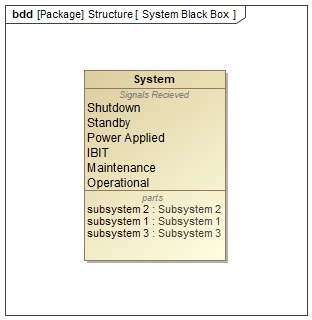 bdd [Package] Structure [ System Black Box ]
System
Signals Recieved
Shutdown
Standby
Power Applied
IBIT
Maintenance
Operational
parts
subsystem 2 : Subsystem 2
subsystem 1 : Subsystem 1
subsystem 3 : Subsystem 3